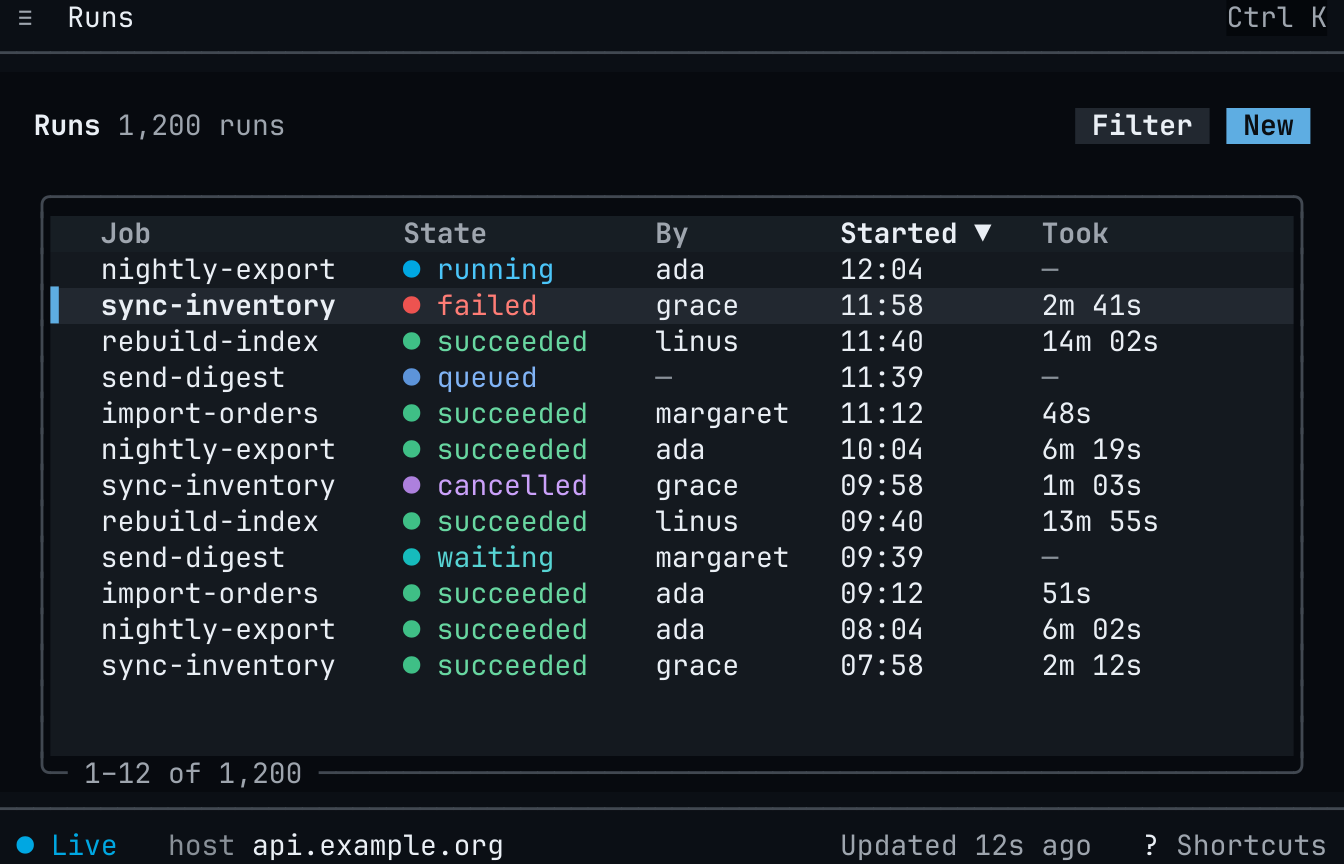 ≡ Runs Ctrl K
Runs 1,200 runs Filter New
Job State By Started ▼ Took
nightly-export ● running ada 12:04 —
sync-inventory ● failed grace 11:58 2m 41s
rebuild-index ● succeeded linus 11:40 14m 02s
send-digest ● queued — 11:39 —
import-orders ● succeeded margaret 11:12 48s
nightly-export ● succeeded ada 10:04 6m 19s
sync-inventory ● cancelled grace 09:58 1m 03s
rebuild-index ● succeeded linus 09:40 13m 55s
send-digest ● waiting margaret 09:39 —
import-orders ● succeeded ada 09:12 51s
nightly-export ● succeeded ada 08:04 6m 02s
sync-inventory ● succeeded grace 07:58 2m 12s
1–12 of 1,200
● Live host api.example.org Updated 12s ago ? Shortcuts